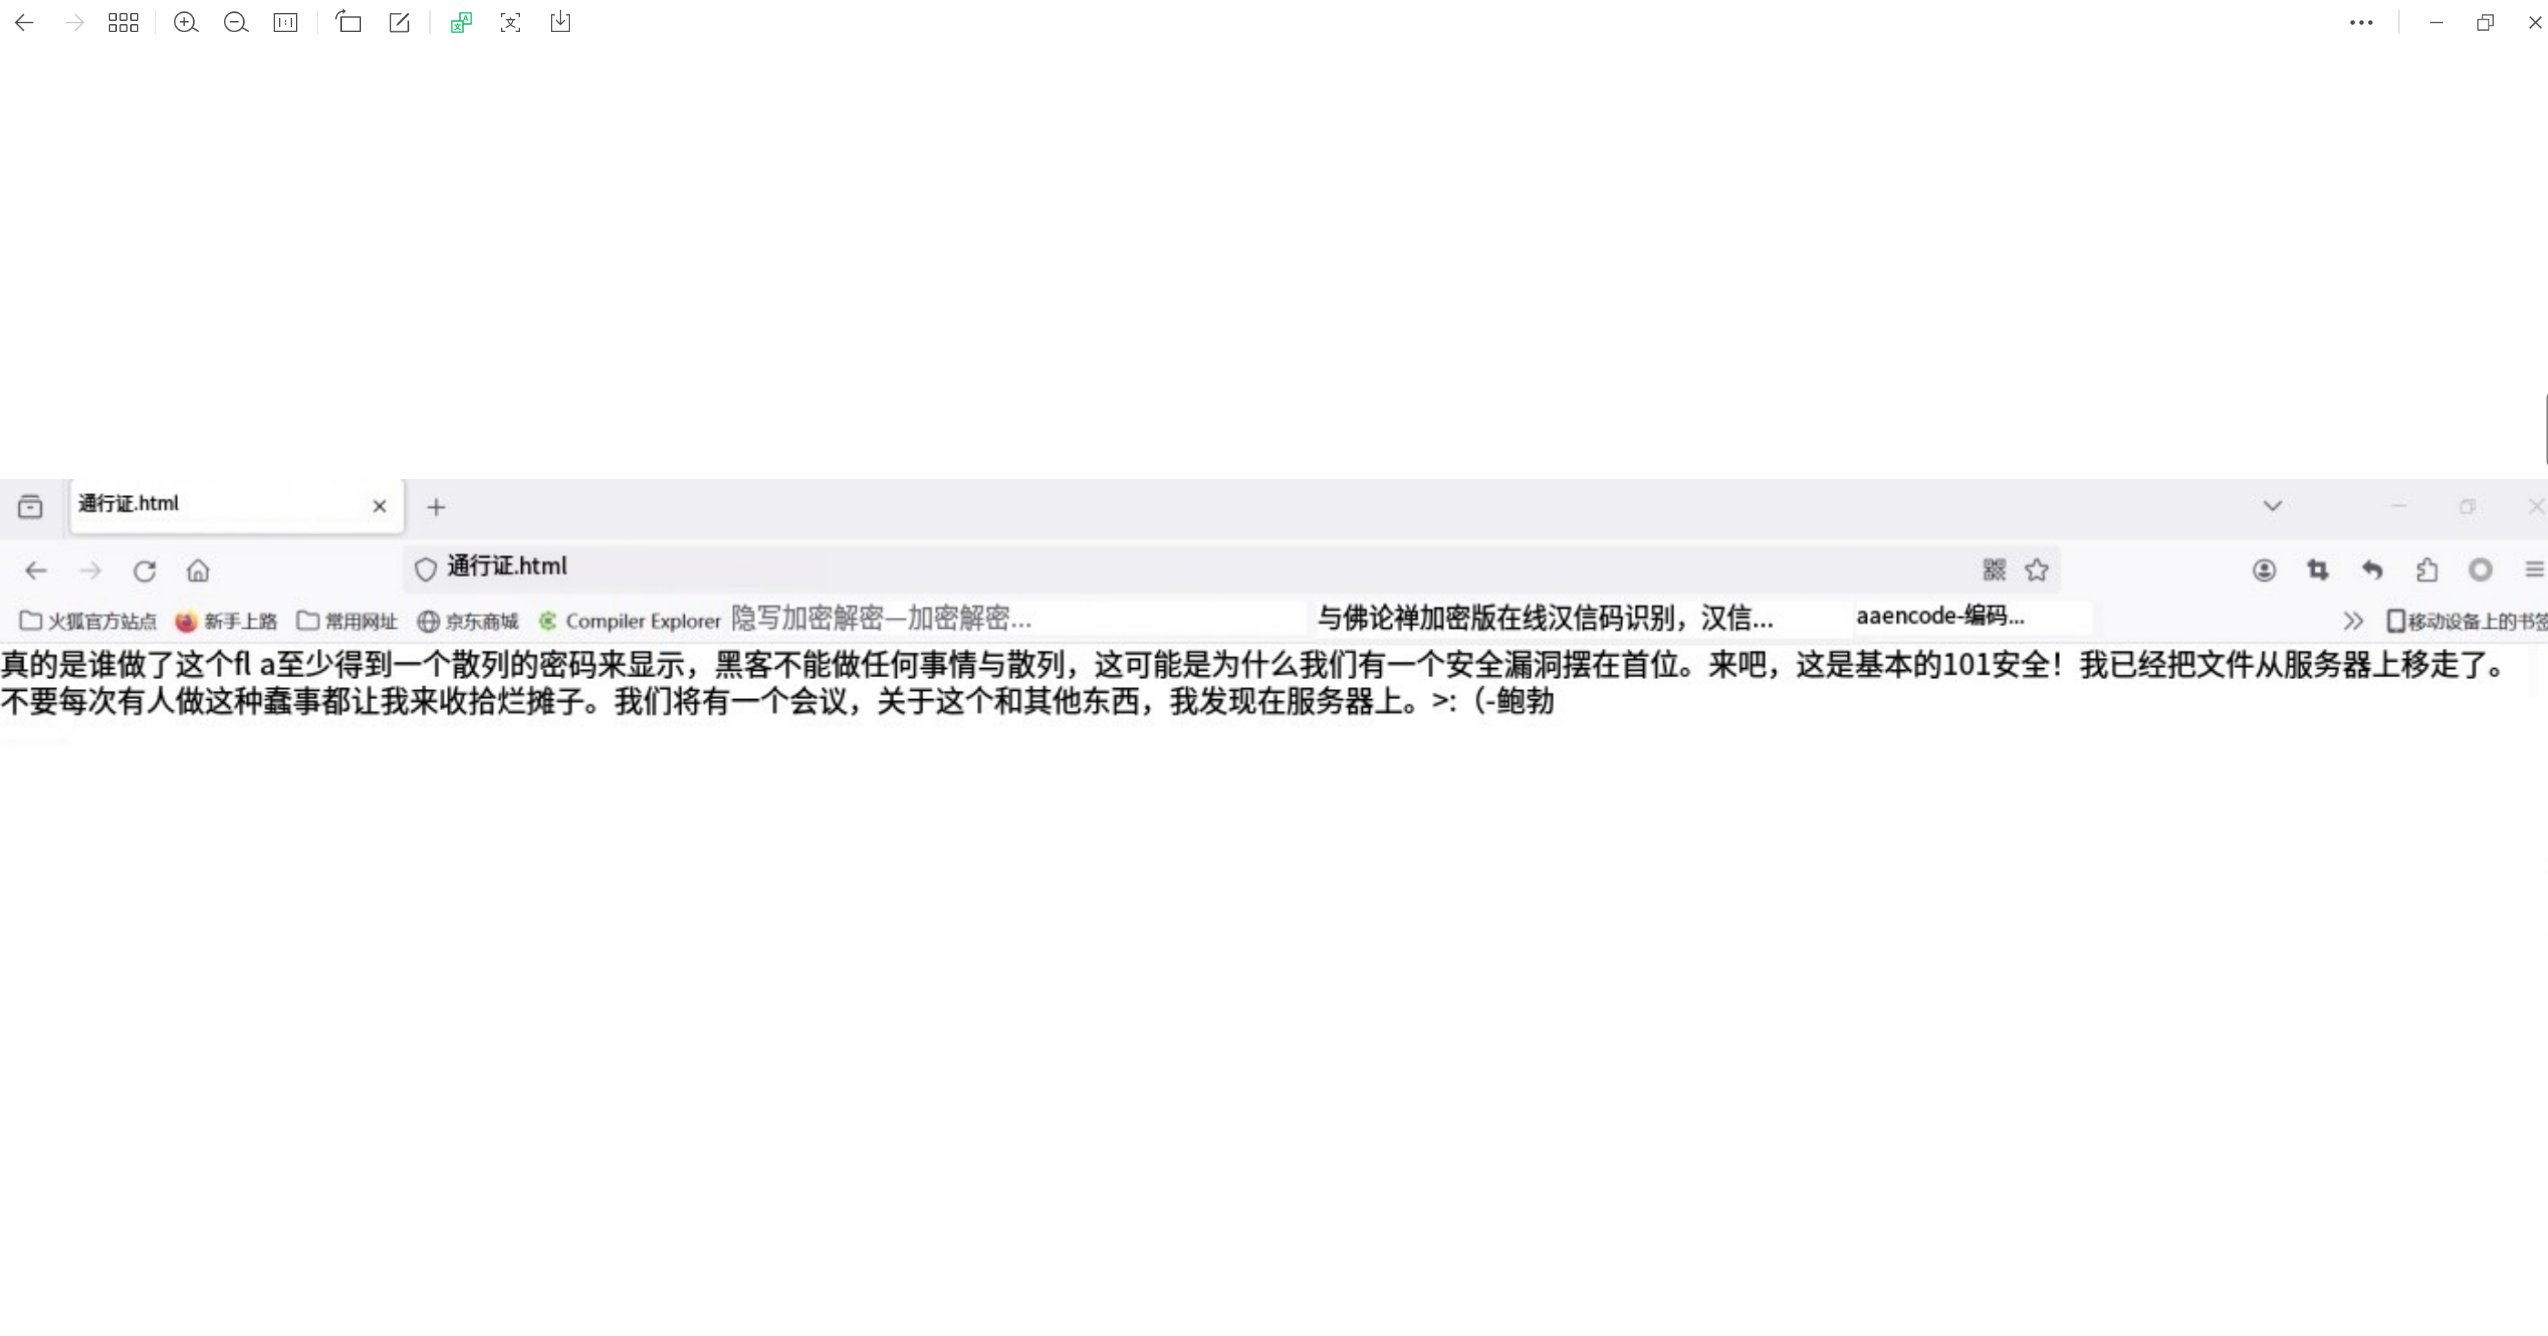 通行证.html
通行证.html
火狐官方站点 新手上路 常用网址 京东商城 Compiler Explorer 隐写加密解密—加密解密... 与佛论禅加密版在线汉信码识别，汉信... aaencode-编码... 移动设备上的书签
真的是谁做了这个fl a至少得到一个散列的密码来显示，黑客不能做任何事情与散列，这可能是为什么我们有一个安全漏洞摆在首位。来吧，这是基本的101安全！我已经把文件从服务器上移走了。
不要每次有人做这种蠢事都让我来收拾烂摊子。我们将有一个会议，关于这个和其他东西，我发现在服务器上。>:（-鲍勃